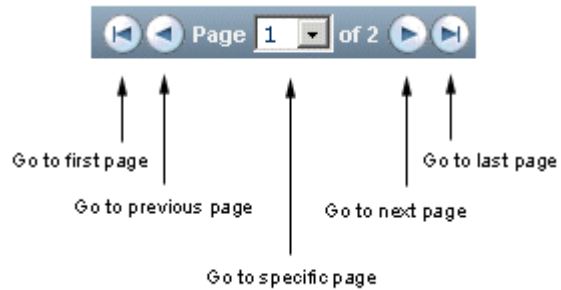 Page 1 of 2
Go to first page
Go to last page
Go to previous page
Go to next page
Go to specific page